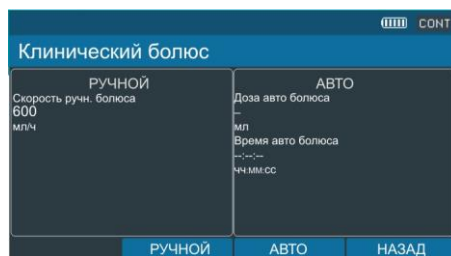 CONT
Клинический болюс
РУЧНОЙ
Скорость ручн. болюса
600
мл/ч
АВТО
Доза авто болюса
–
мл
Время авто болюса
--:--:--
чч:мм:сс
РУЧНОЙ
АВТО
НАЗАД